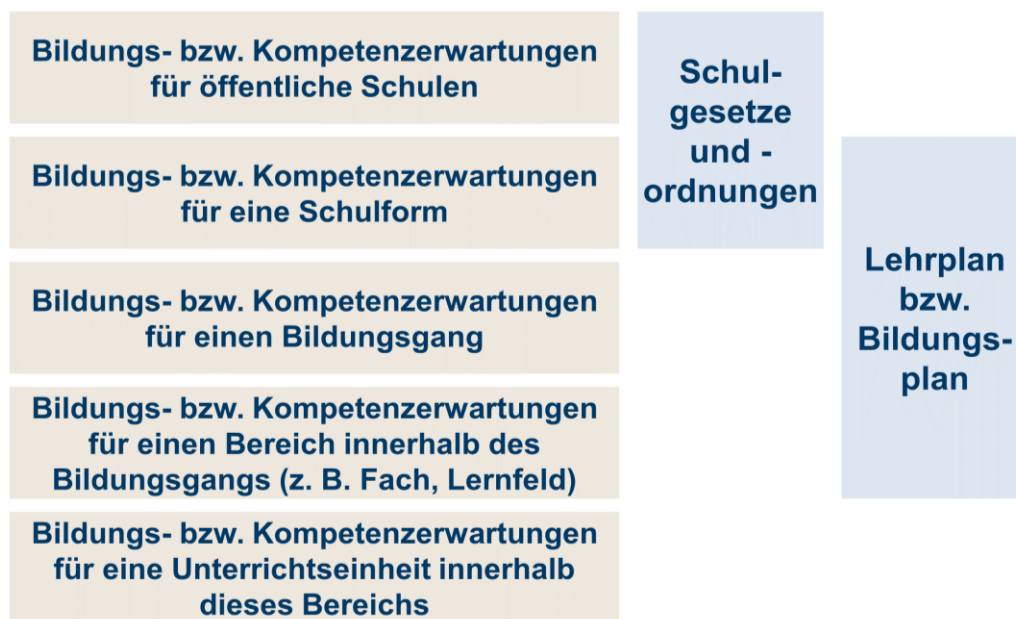 Bildungs- bzw. Kompetenzerwartungen
für öffentliche Schulen
Bildungs- bzw. Kompetenzerwartungen
für eine Schulform
Bildungs- bzw. Kompetenzerwartungen
für einen Bildungsgang
Bildungs- bzw. Kompetenzerwartungen
für einen Bereich innerhalb des
Bildungsgangs (z. B. Fach, Lernfeld)
Bildungs- bzw. Kompetenzerwartungen
für eine Unterrichtseinheit innerhalb
dieses Bereichs
Schul-
gesetze
und -
ordnungen
Lehrplan
bzw.
Bildungs-
plan